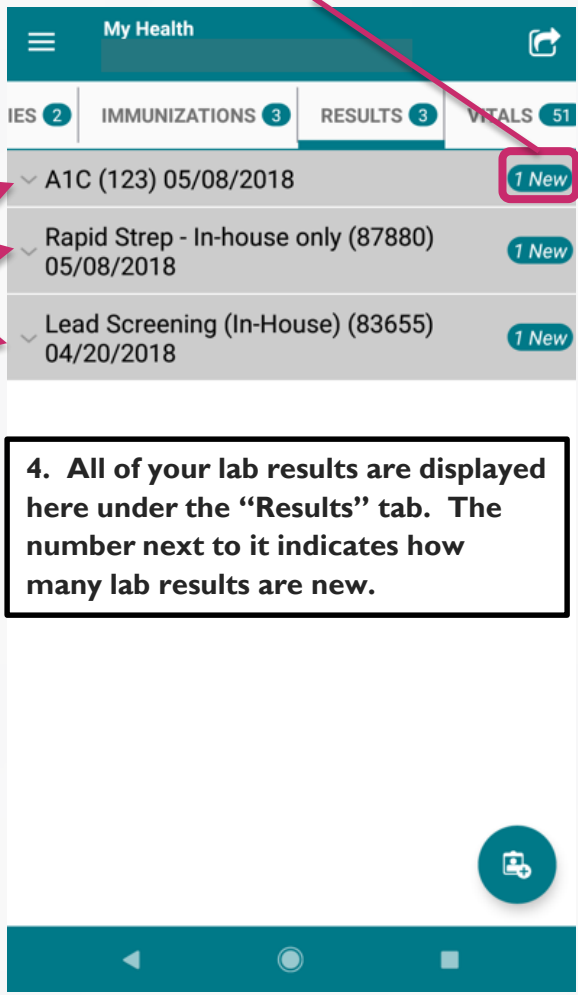 My Health
IES 2 IMMUNIZATIONS 3 RESULTS 3 VITALS 51
A1C (123) 05/08/2018 1 New
Rapid Strep - In-house only (87880) 1 New
05/08/2018
Lead Screening (In-House) (83655) 1 New
04/20/2018
4. All of your lab results are displayed
here under the “Results” tab. The
number next to it indicates how
many lab results are new.